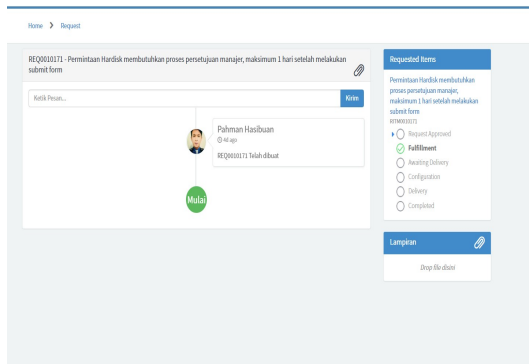 Home > Request
REQ0010171 - Permintaan Hardisk membutuhkan proses persetujuan manajer, maksimum 1 hari setelah melakukan
submit form
Ketik Pesan...
Kirim
Pahman Hasibuan
4d ago
REQ0010171 Telah dibuat
Mulai
Requested Items
Permintaan Hardisk membutuhkan
proses persetujuan manajer,
maksimum 1 hari setelah melakukan
submit form
RITM0010171
Request Approved
Fulfillment
Awaiting Delivery
Configuration
Delivery
Completed
Lampiran
Drop file disini